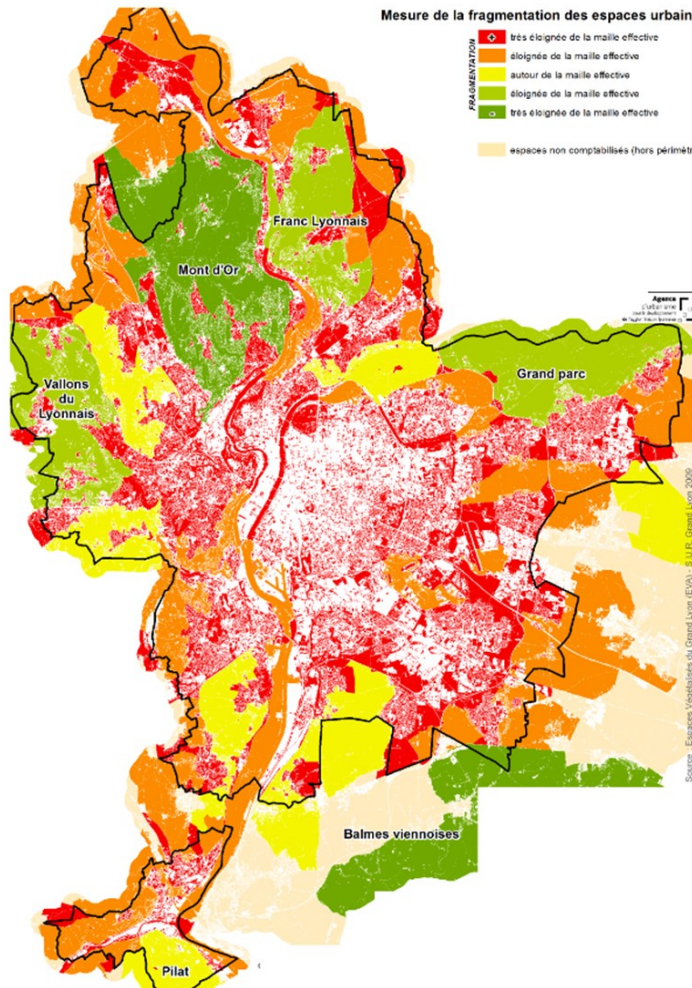 Mesure de la fragmentation des espaces urbain
FRAGMENTATION
+ très éloignée de la maille effective
éloignée de la maille effective
autour de la maille effective
éloignée de la maille effective
- très éloignée de la maille effective
espaces non comptabilisés (hors périmètr
Franc Lyonnais
Mont d'Or
Agence
d'urbanisme
Grand parc
Vallons
du
Lyonnais
Source : Espaces Végétalisés du Grand Lyon (EVA) - S.U.R. Grand Lyon
Balmes viennoises
Pilat